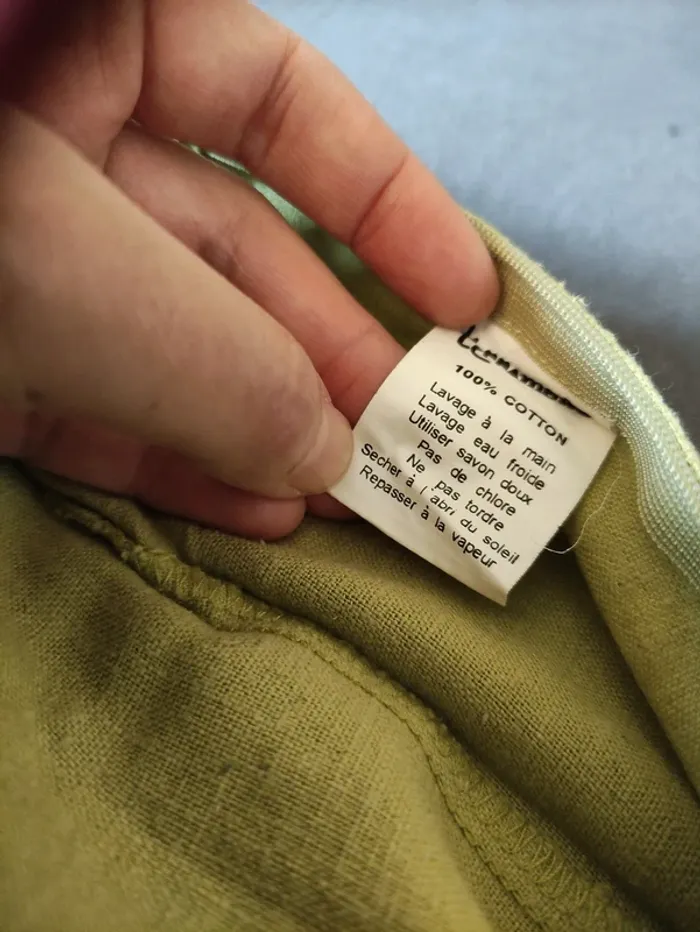 100% COTTON
Lavage à la main
Lavage eau froide
Utiliser savon doux
Pas de chlore
Ne pas tordre
Secher à l abri du soleil
Repasser à la vapeur